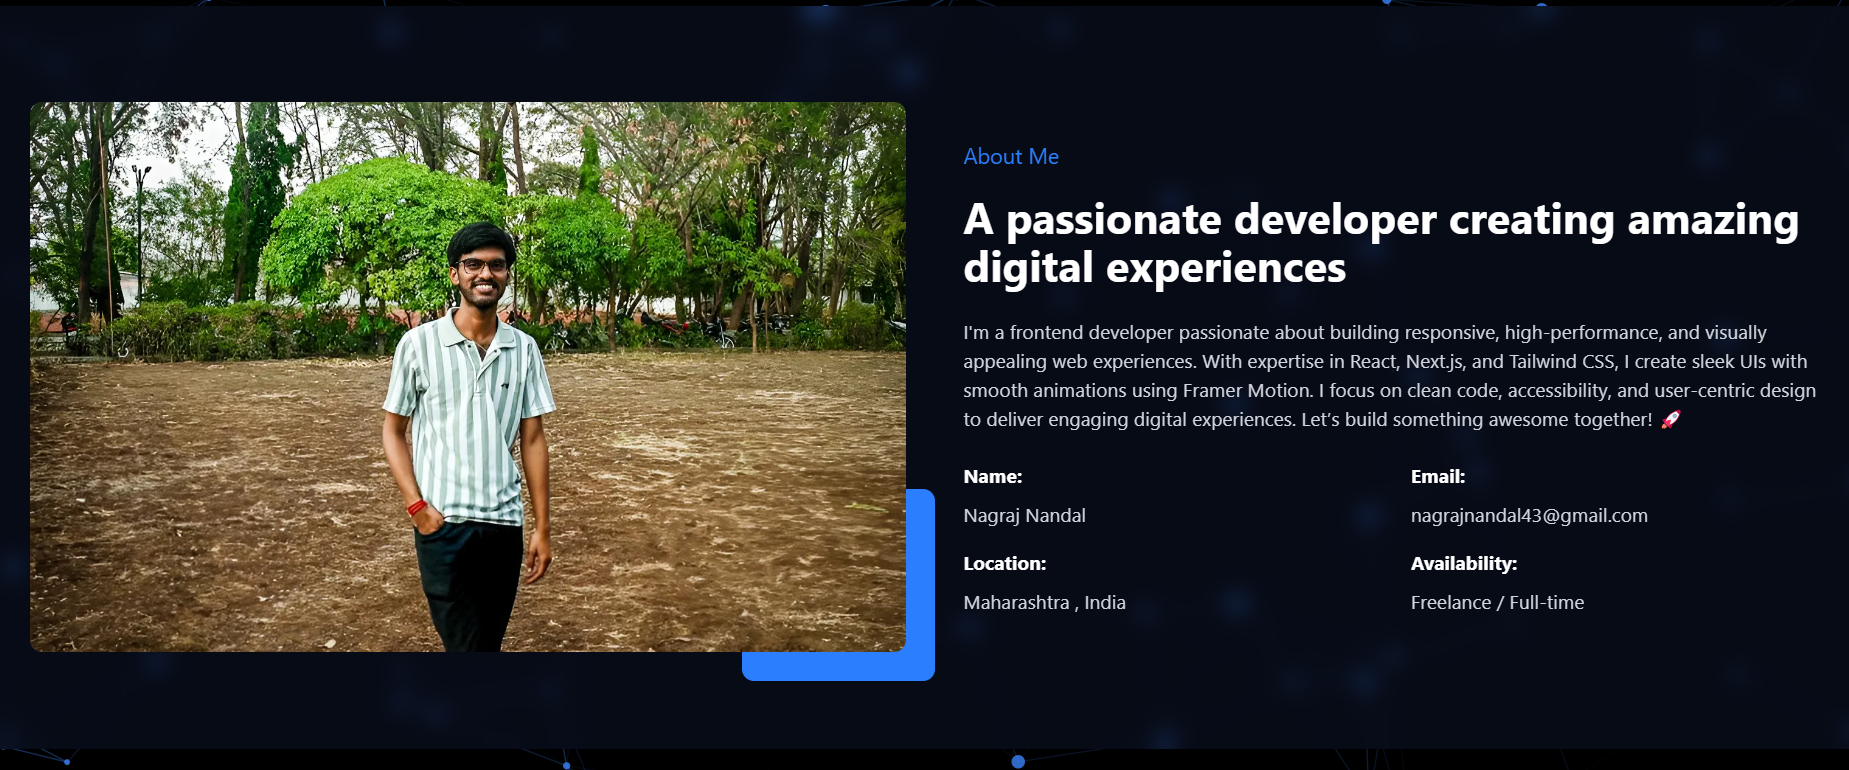 About Me
A passionate developer creating amazing
digital experiences
I'm a frontend developer passionate about building responsive, high-performance, and visually
appealing web experiences. With expertise in React, Next.js, and Tailwind CSS, I create sleek UIs with
smooth animations using Framer Motion. I focus on clean code, accessibility, and user-centric design
to deliver engaging digital experiences. Let’s build something awesome together! 🚀
Name:
Nagraj Nandal
Email:
nagrajnandal43@gmail.com
Location:
Maharashtra , India
Availability:
Freelance / Full-time